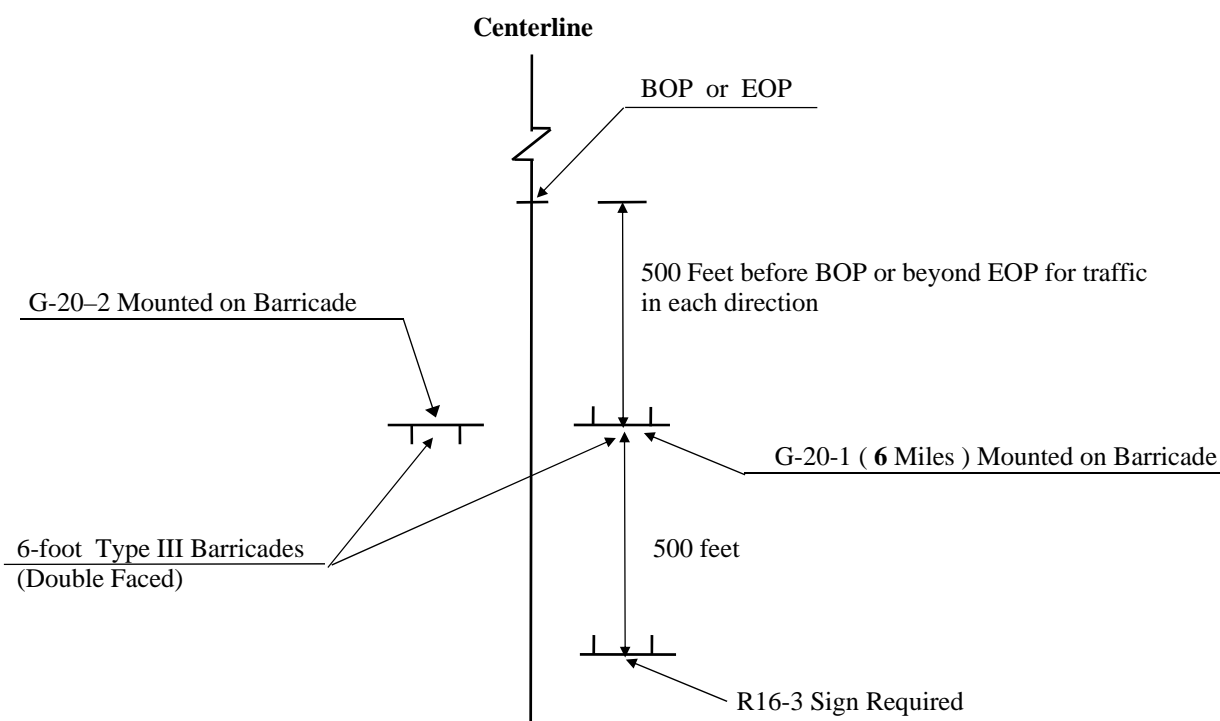 Centerline
BOP or EOP
500 Feet before BOP or beyond EOP for traffic
in each direction
G-20–2 Mounted on Barricade
G-20-1 ( 6 Miles ) Mounted on Barricade
6-foot Type III Barricades
(Double Faced)
500 feet
R16-3 Sign Required